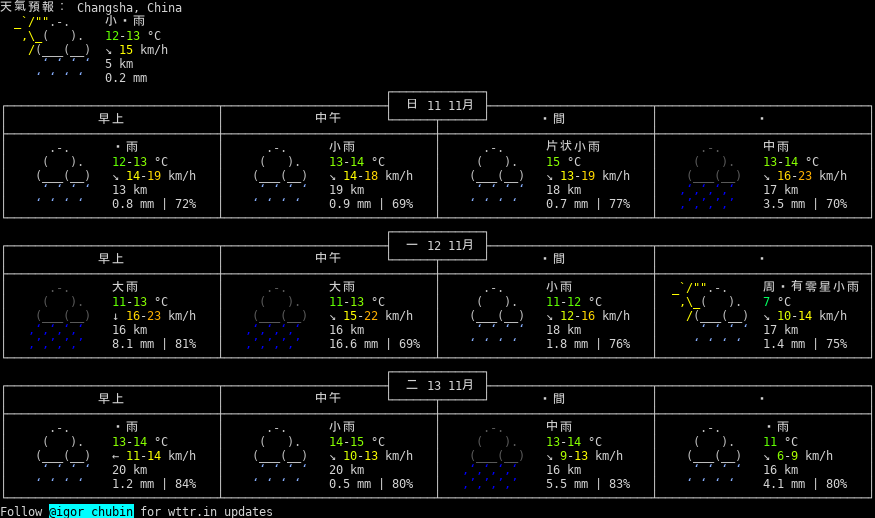 天氣預報： Changsha, China
小・雨
12-13 °C
↘ 15 km/h
5 km
0.2 mm
日 11 11月
早上 中午 ・間 ・
・雨 小雨 片状小雨 中雨
12-13 °C 13-14 °C 15 °C 13-14 °C
↘ 14-19 km/h ↘ 14-18 km/h ↘ 13-19 km/h ↘ 16-23 km/h
13 km 19 km 18 km 17 km
0.8 mm | 72% 0.9 mm | 69% 0.7 mm | 77% 3.5 mm | 70%
一 12 11月
早上 中午 ・間 ・
大雨 大雨 小雨 周・有零星小雨
11-13 °C 11-13 °C 11-12 °C 7 °C
↓ 16-23 km/h ↘ 15-22 km/h ↘ 12-16 km/h ↘ 10-14 km/h
16 km 16 km 18 km 17 km
8.1 mm | 81% 16.6 mm | 69% 1.8 mm | 76% 1.4 mm | 75%
二 13 11月
早上 中午 ・間 ・
・雨 小雨 中雨 ・雨
13-14 °C 14-15 °C 13-14 °C 11 °C
← 11-14 km/h ↘ 10-13 km/h ↘ 9-13 km/h ↘ 6-9 km/h
20 km 20 km 16 km 16 km
1.2 mm | 84% 0.5 mm | 80% 5.5 mm | 83% 4.1 mm | 80%
Follow @igor_chubin for wttr.in updates